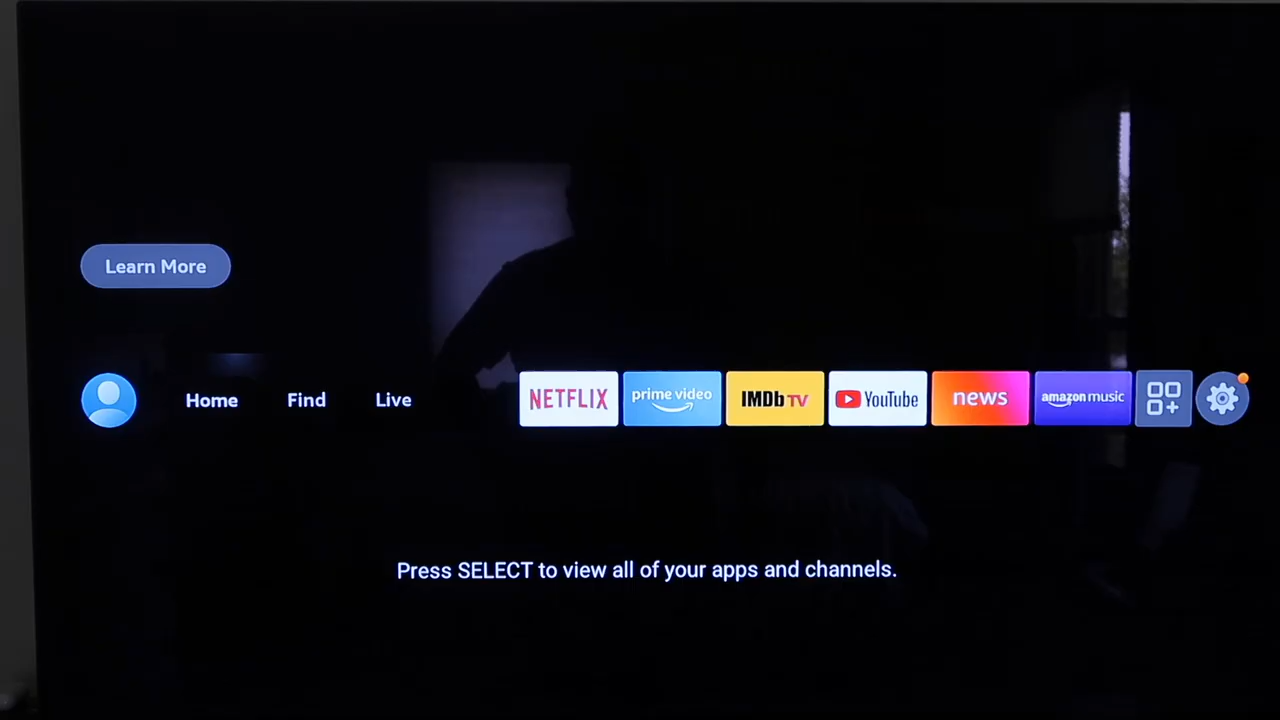 Learn More
Home Find Live NETFLIX prime video IMDb TV YouTube news amazon music
Press SELECT to view all of your apps and channels.